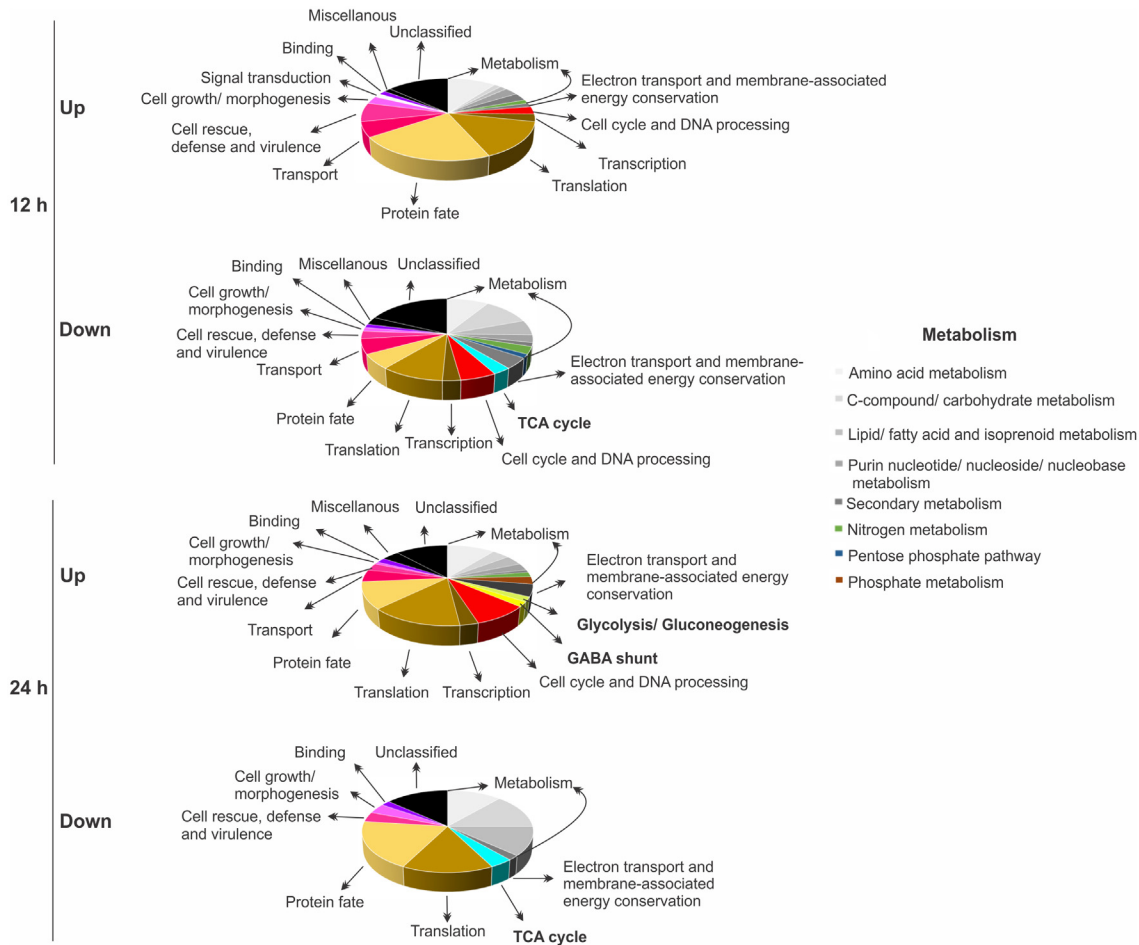 Miscellanous
Unclassified
Binding
Metabolism
Signal transduction
Electron transport and membrane-associated
energy conservation
Up
Cell growth/ morphogenesis
Cell cycle and DNA processing
Cell rescue,
defense and virulence
Transcription
Transport
Translation
12 h
Protein fate
Binding
Miscellanous
Unclassified
Metabolism
Cell growth/
morphogenesis
Down
Cell rescue, defense
and virulence
Transport
Electron transport and membrane-
associated energy conservation
Protein fate
TCA cycle
Translation
Transcription
Cell cycle and DNA processing
Metabolism
Amino acid metabolism
C-compound/ carbohydrate metabolism
Lipid/ fatty acid and isoprenoid metabolism
Purin nucleotide/ nucleoside/ nucleobase
metabolism
Secondary metabolism
Nitrogen metabolism
Pentose phosphate pathway
Phosphate metabolism
Miscellanous
Unclassified
Binding
Metabolism
Cell growth/
morphogenesis
Up
Electron transport and
membrane-associated energy
conservation
Cell rescue, defense
and virulence
Glycolysis/ Gluconeogenesis
Transport
GABA shunt
Protein fate
Cell cycle and DNA processing
24 h
Translation
Transcription
Binding
Unclassified
Metabolism
Cell growth/
morphogenesis
Down
Cell rescue, defense
and virulence
Electron transport and
membrane-associated
energy conservation
Protein fate
Translation
TCA cycle